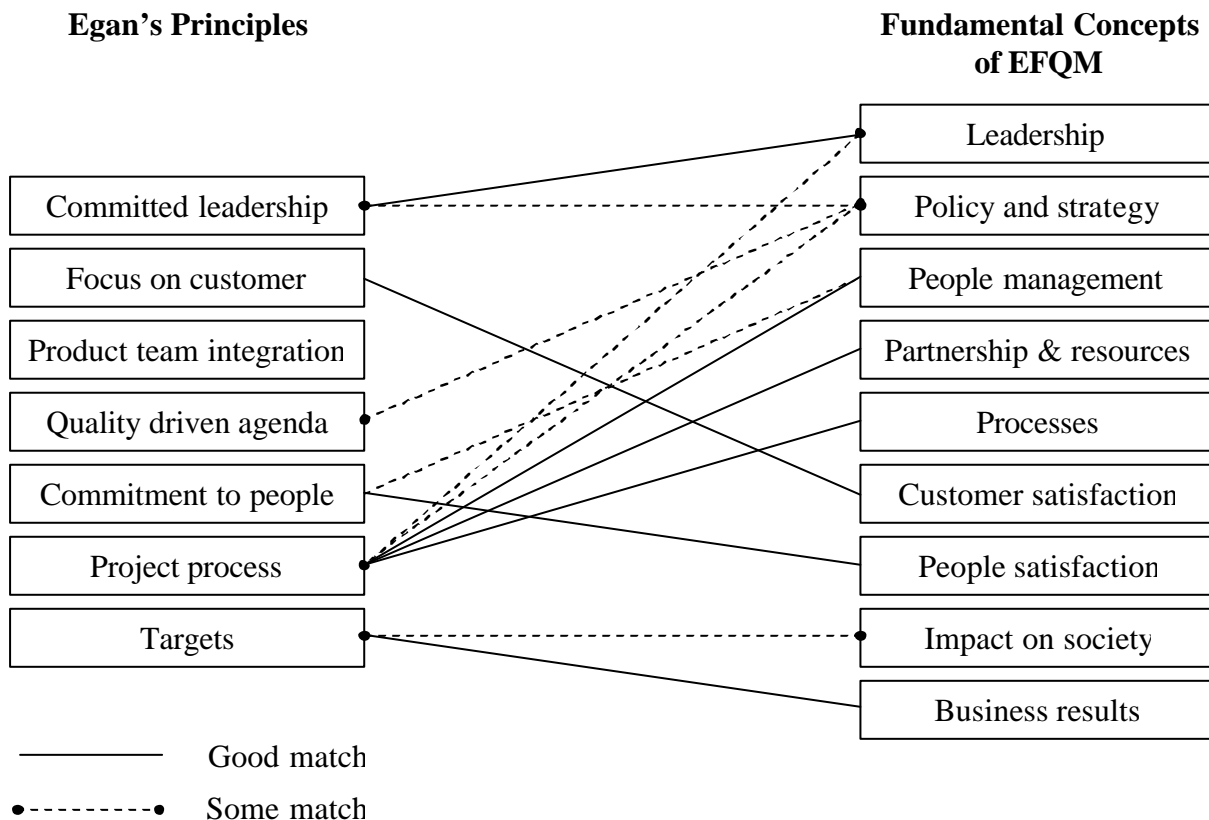 Egan’s Principles
Fundamental Concepts
of EFQM
Committed leadership
Focus on customer
Product team integration
Quality driven agenda
Commitment to people
Project process
Targets
Leadership
Policy and strategy
People management
Partnership & resources
Processes
Customer satisfaction
People satisfaction
Impact on society
Business results
Good match
Some match